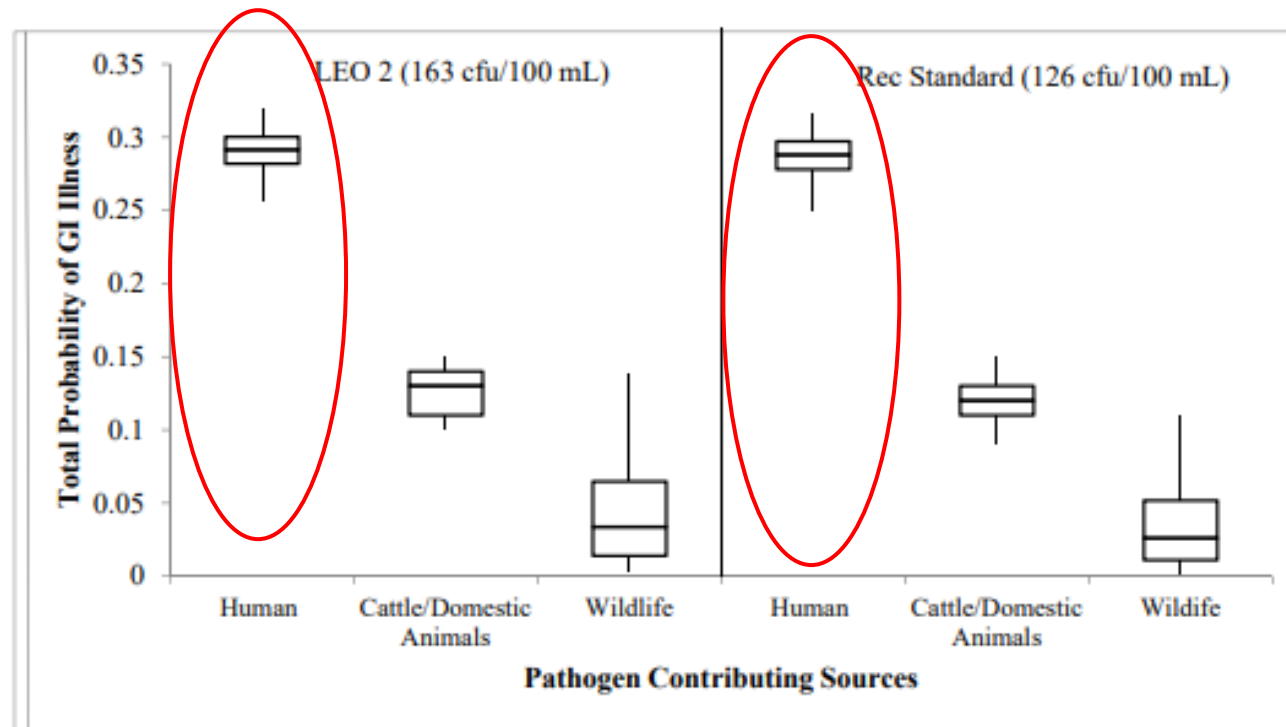 LEO 2 (163 cfu/100 mL)
Rec Standard (126 cfu/100 mL)
Total Probability of GI Illness
0.35
0.3
0.25
0.2
0.15
0.1
0.05
0
Human
Cattle/Domestic
Animals
Wildlife
Human
Cattle/Domestic
Animals
Wildlife
Pathogen Contributing Sources